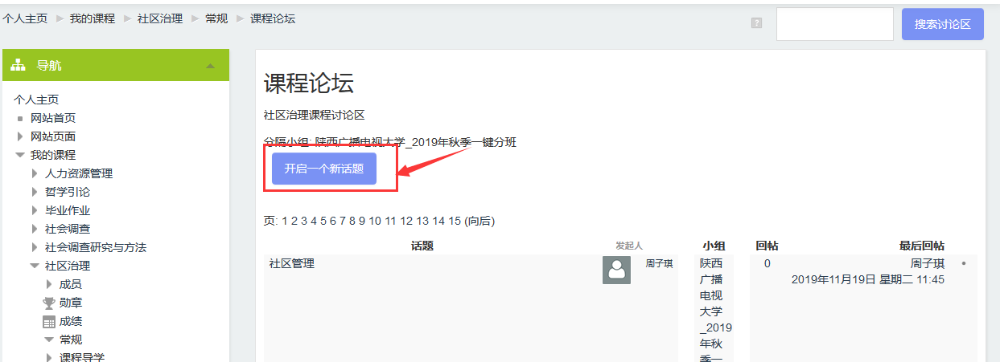 个人主页 ▶ 我的课程 ▶ 社区治理 ▶ 常规 ▶ 课程论坛
?
搜索讨论区
导航
个人主页
网站首页
网站页面
我的课程
人力资源管理
哲学引论
毕业作业
社会调查
社会调查研究与方法
社区治理
成员
勋章
成绩
常规
课程导学
课程论坛
社区治理课程讨论区
分隔小组: 陕西广播电视大学_2019年秋季一键分班
开启一个新话题
页: 1 2 3 4 5 6 7 8 9 10 11 12 13 14 15 (向后)
话题 发起人 小组 回帖 最后回帖
社区管理 周子琪 陕西 0 周子琪
广播 2019年11月19日 星期二 11:45
电视
大学
_2019
年秋
季一